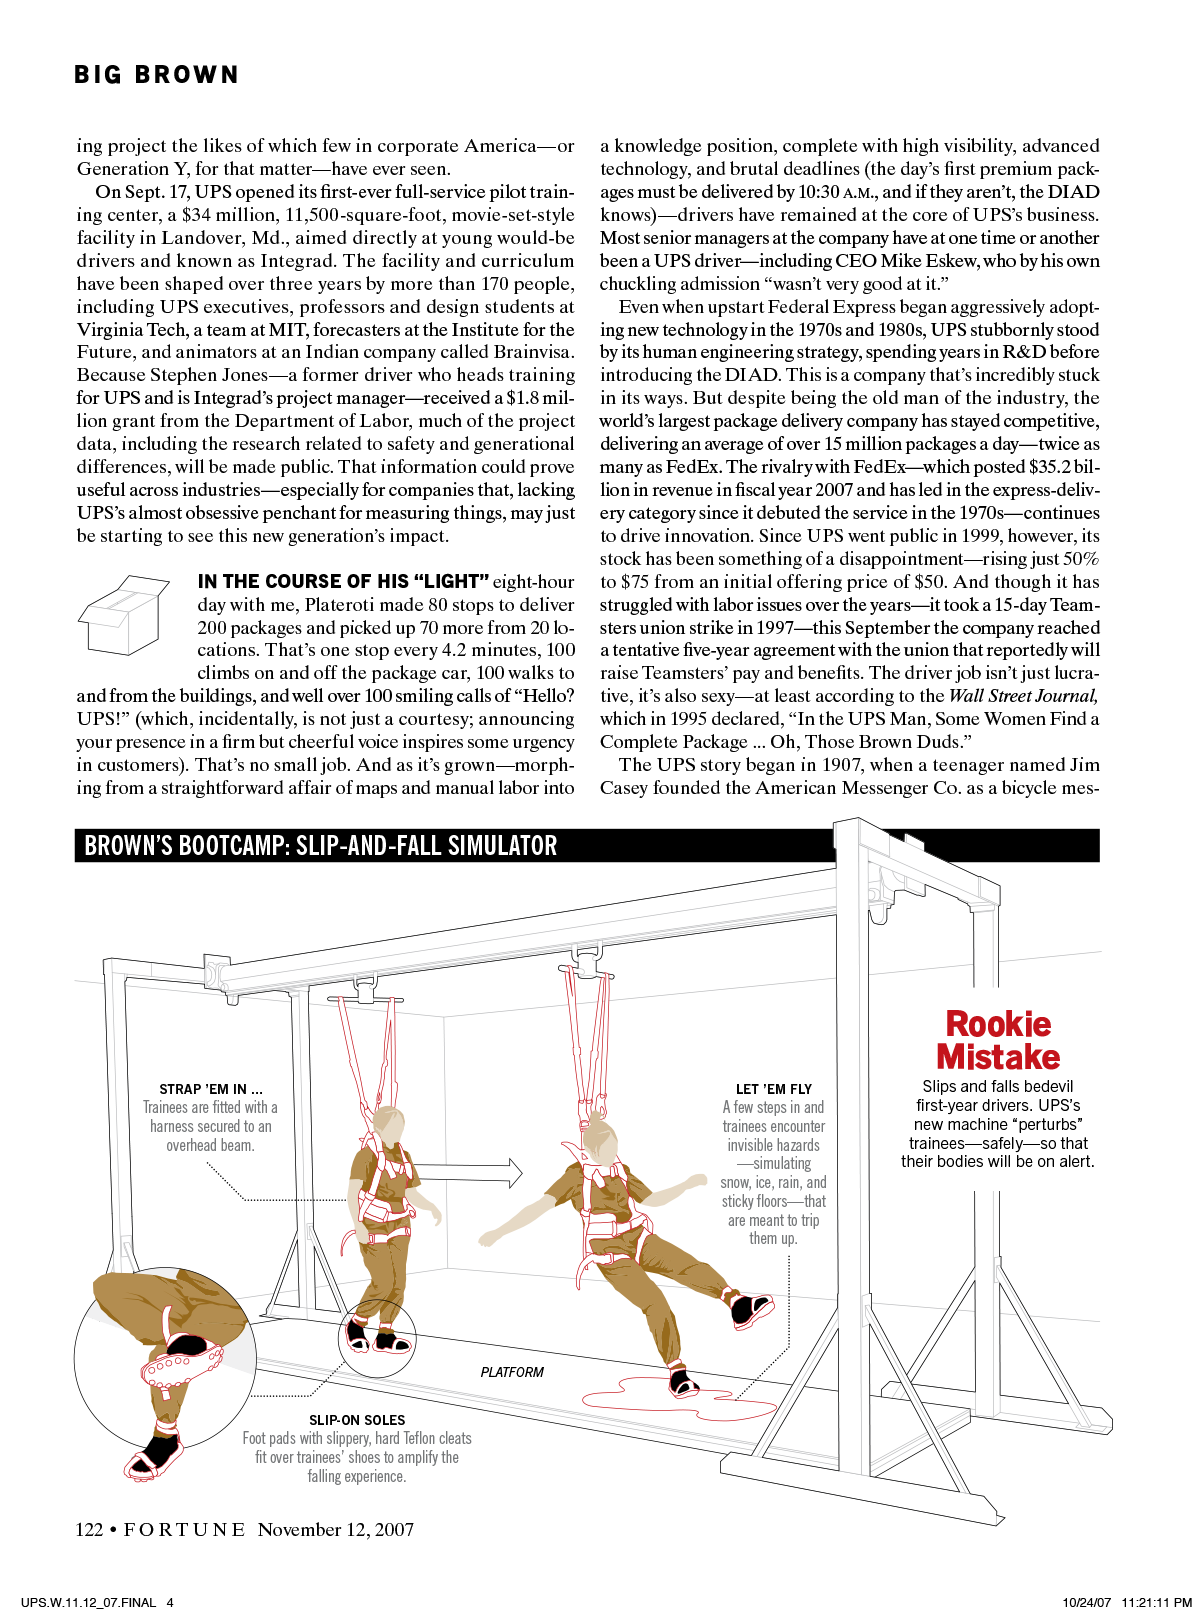 BIG BROWN
ing project the likes of which few in corporate America—or
Generation Y, for that matter—have ever seen.
On Sept. 17, UPS opened its first-ever full-service pilot train-
ing center, a $34 million, 11,500-square-foot, movie-set-style
facility in Landover, Md., aimed directly at young would-be
drivers and known as Integrad. The facility and curriculum
have been shaped over three years by more than 170 people,
including UPS executives, professors and design students at
Virginia Tech, a team at MIT, forecasters at the Institute for the
Future, and animators at an Indian company called Brainvisa.
Because Stephen Jones—a former driver who heads training
for UPS and is Integrad's project manager—received a $1.8 mil-
lion grant from the Department of Labor, much of the project
data, including the research related to safety and generational
differences, will be made public. That information could prove
useful across industries—especially for companies that, lacking
UPS's almost obsessive penchant for measuring things, may just
be starting to see this new generation's impact.
IN THE COURSE OF HIS “LIGHT” eight-hour
day with me, Plateroti made 80 stops to deliver
200 packages and picked up 70 more from 20 lo-
cations. That's one stop every 4.2 minutes, 100
climbs on and off the package car, 100 walks to
and from the buildings, and well over 100 smiling calls of “Hello?
UPS!” (which, incidentally, is not just a courtesy; announcing
your presence in a firm but cheerful voice inspires some urgency
in customers). That's no small job. And as it's grown—morph-
ing from a straightforward affair of maps and manual labor into
a knowledge position, complete with high visibility, advanced
technology, and brutal deadlines (the day's first premium pack-
ages must be delivered by 10:30 A.M., and if they aren't, the DIAD
knows)—drivers have remained at the core of UPS's business.
Most senior managers at the company have at one time or another
been a UPS driver—including CEO Mike Eskew, who by his own
chuckling admission “wasn't very good at it.”
Even when upstart Federal Express began aggressively adopt-
ing new technology in the 1970s and 1980s, UPS stubbornly stood
by its human engineering strategy, spending years in R&D before
introducing the DIAD. This is a company that's incredibly stuck
in its ways. But despite being the old man of the industry, the
world's largest package delivery company has stayed competitive,
delivering an average of over 15 million packages a day—twice as
many as FedEx. The rivalry with FedEx—which posted $35.2 bil-
lion in revenue in fiscal year 2007 and has led in the express-deliv-
ery category since it debuted the service in the 1970s—continues
to drive innovation. Since UPS went public in 1999, however, its
stock has been something of a disappointment—rising just 50%
to $75 from an initial offering price of $50. And though it has
struggled with labor issues over the years—it took a 15-day Team-
sters union strike in 1997—this September the company reached
a tentative five-year agreement with the union that reportedly will
raise Teamsters' pay and benefits. The driver job isn't just lucra-
tive, it's also sexy—at least according to the Wall Street Journal,
which in 1995 declared, “In the UPS Man, Some Women Find a
Complete Package ... Oh, Those Brown Duds.”
The UPS story began in 1907, when a teenager named Jim
Casey founded the American Messenger Co. as a bicycle mes-
BROWN'S BOOTCAMP: SLIP-AND-FALL SIMULATOR
Rookie
Mistake
Slips and falls bedevil
first-year drivers. UPS's
new machine “perturbs”
trainees—safely—so that
their bodies will be on alert.
STRAP 'EM IN ...
Trainees are fitted with a
harness secured to an
overhead beam.
LET 'EM FLY
A few steps in and
trainees encounter
invisible hazards
—simulating
snow, ice, rain, and
sticky floors—that
are meant to trip
them up.
PLATFORM
SLIP-ON SOLES
Foot pads with slippery, hard Teflon cleats
fit over trainees' shoes to amplify the
falling experience.
122 • FORTUNE November 12, 2007
UPS.W.11.12_07.FINAL 4
10/24/07 11:21:11 PM